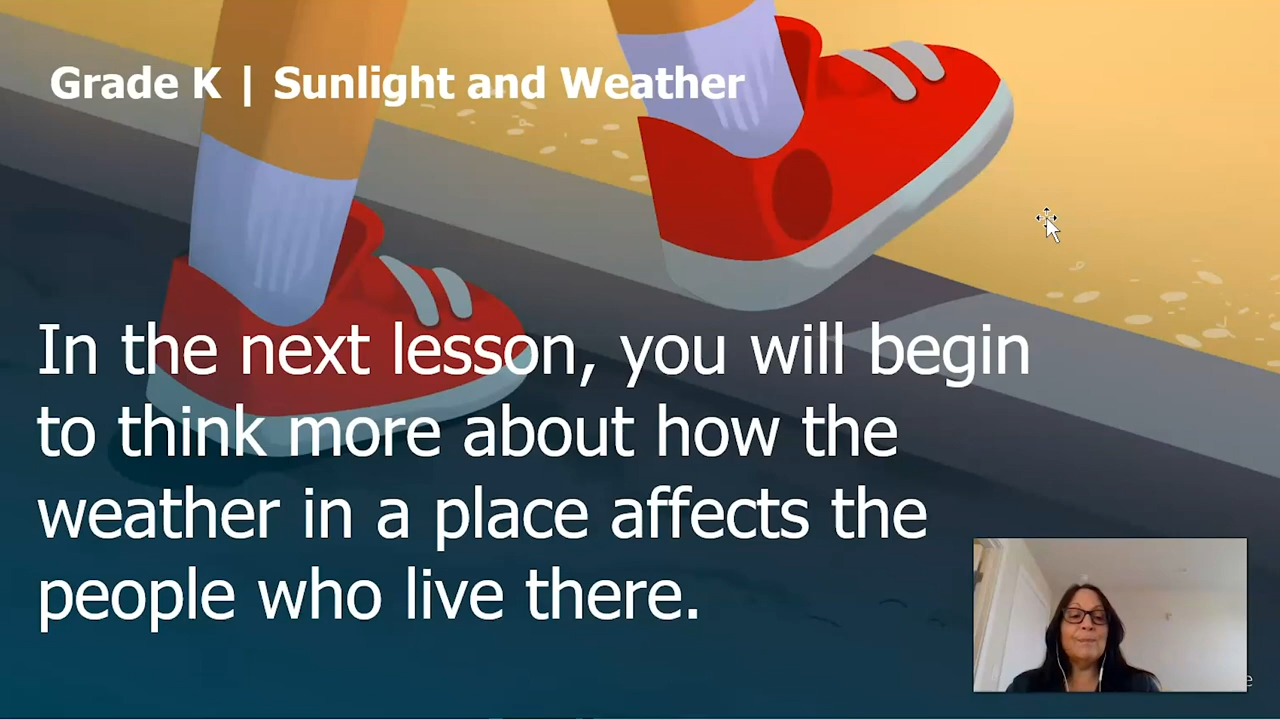 Grade K | Sunlight and Weather
In the next lesson, you will begin
to think more about how the
weather in a place affects the
people who live there.